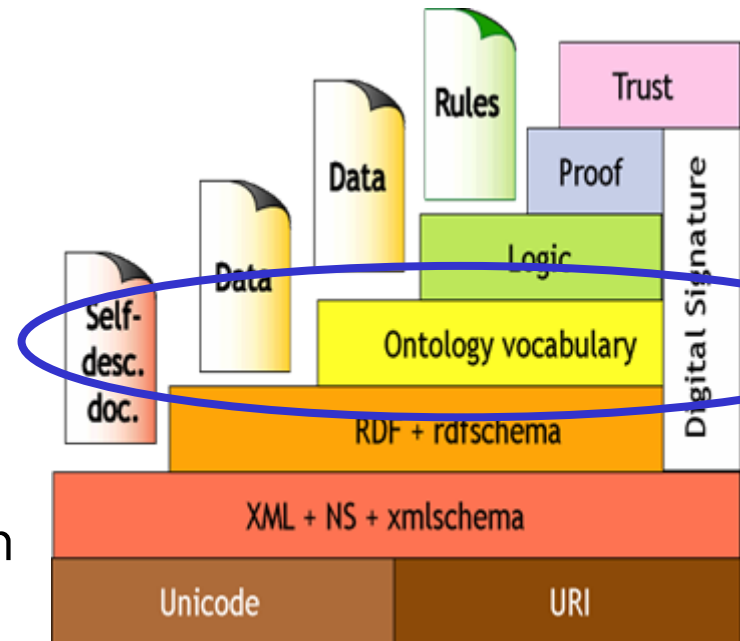 Trust
Rules
Proof
Data
Logic
Data
Self-
desc.
doc.
Ontology vocabulary
Digital Signature
RDF + rdfschema
XML + NS + xmlschema
n
Unicode
URI